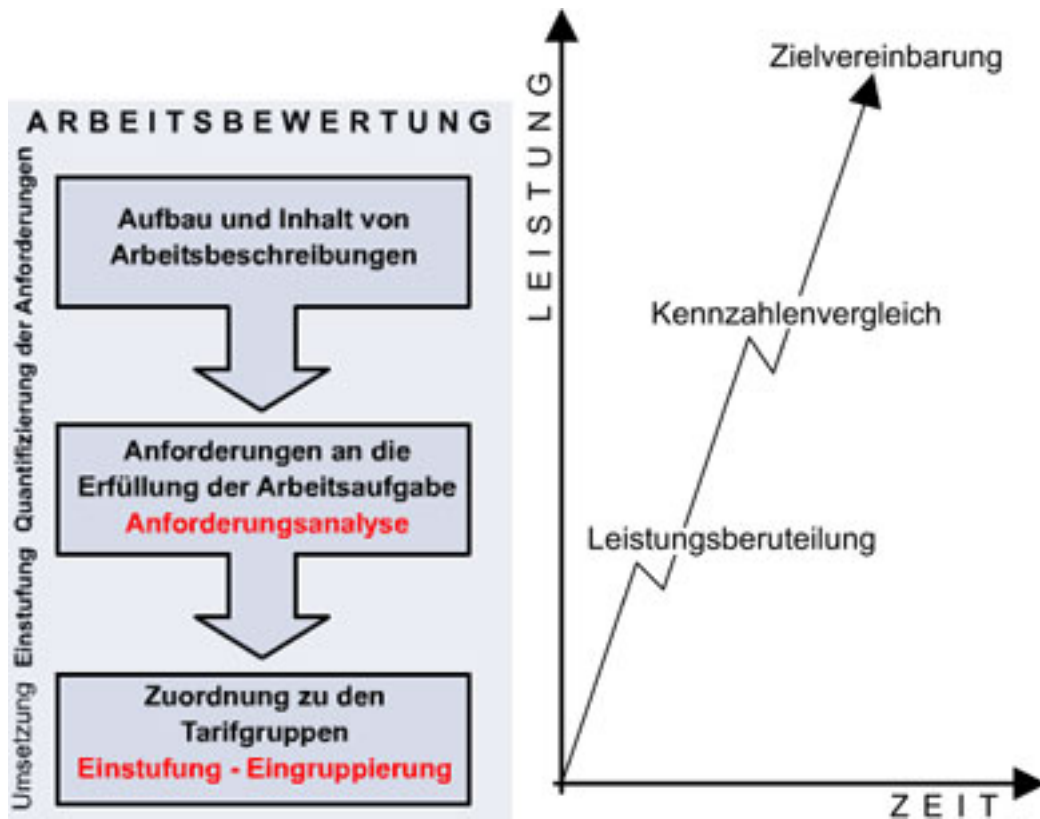 ARBEITSBEWERTUNG
Umsetzung Einstufung Quantifizierung der Anforderungen
Aufbau und Inhalt von
Arbeitsbeschreibungen
Anforderungen an die
Erfüllung der Arbeitsaufgabe
Anforderungsanalyse
Zuordnung zu den
Tarifgruppen
Einstufung - Eingruppierung
LEISTUNG
Zielvereinbarung
Kennzahlenvergleich
Leistungsberuteilung
ZEIT